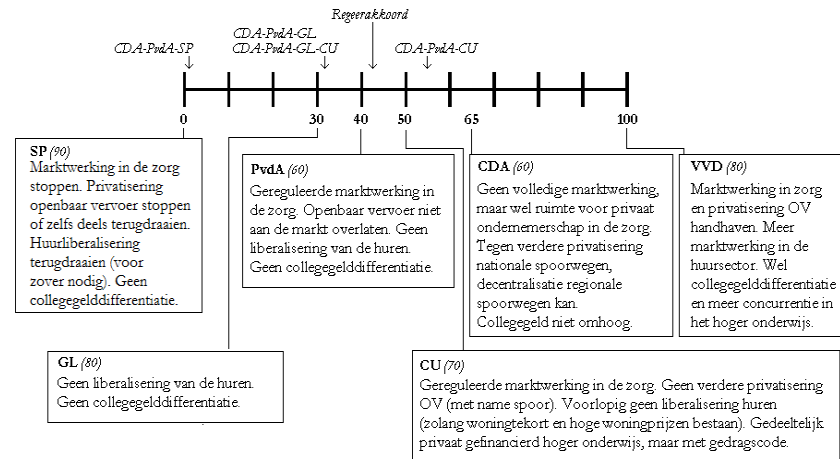 Regeerakkoord
CDA-PvdA-GL
CDA-PvdA-SP CDA-PvdA-GL-CU CDA-PvdA-CU
0 30 40 50 65 100
SP (90)
Marktwerking in de zorg
stoppen. Privatisering
openbaar vervoer stoppen
of zelfs deels terugdraaien.
Huurliberalisering
terugdraaien (voor
zover nodig). Geen
collegegelddifferentiatie.
PvdA (60)
Gereguleerde marktwerking in
de zorg. Openbaar vervoer niet
aan de markt overlaten. Geen
liberalisering van de huren.
Geen collegegelddifferentiatie.
CDA (60)
Geen volledige marktwerking,
maar wel ruimte voor privaat
ondernemerschap in de zorg.
Tegen verdere privatisering
nationale spoorwegen,
decentralisatie regionale
spoorwegen kan.
Collegegeld niet omhoog.
VVD (80)
Marktwerking in zorg
en privatisering OV
handhaven. Meer
marktwerking in de
huursector. Wel
collegegelddifferentiatie
en meer concurrentie in
het hoger onderwijs.
GL (80)
Geen liberalisering van de huren.
Geen collegegelddifferentiatie.
CU (70)
Gereguleerde marktwerking in de zorg. Geen verdere privatisering
OV (met name spoor). Voorlopig geen liberalisering huren
(zolang woningtekort en hoge woningprijzen bestaan). Gedeeltelijk
privaat gefinancierd hoger onderwijs, maar met gedragscode.